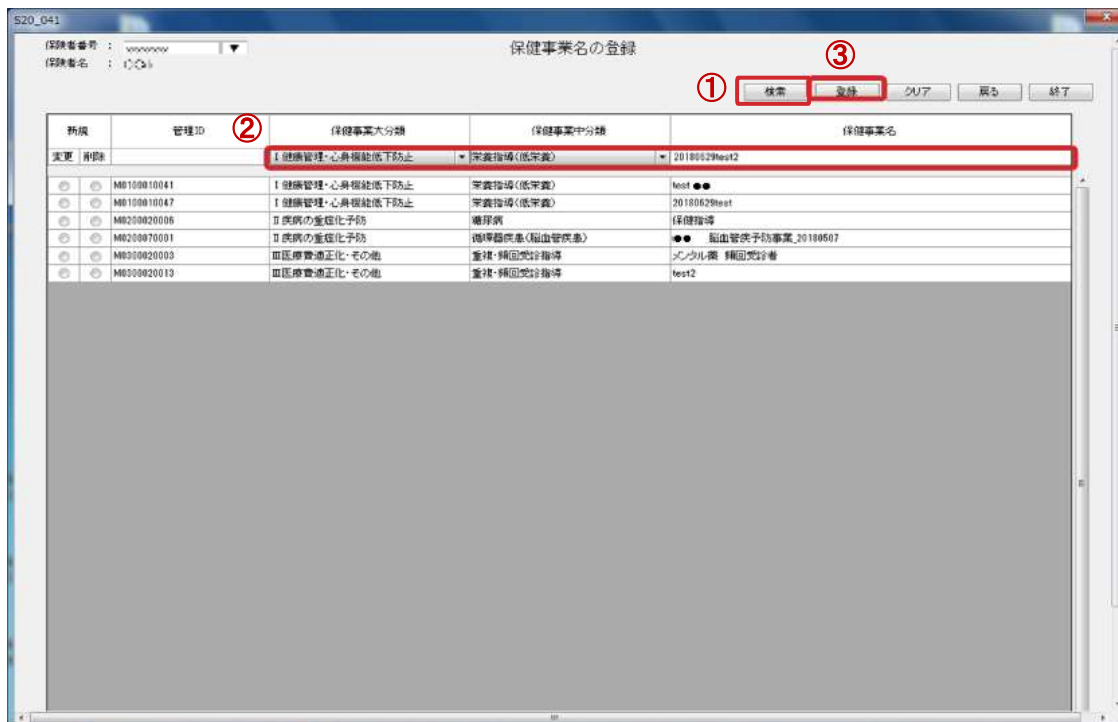 S20_041
保険者番号 :
保健事業名の登録
保険者名 :
① ③
検索 登録 クリア 戻る 終了
新規 管理ID ② 保健事業大分類 保健事業中分類 保健事業名
変更 削除 Ⅰ健康管理・心身機能低下防止 栄養指導(低栄養) 20180629test2
M0100010041 Ⅰ健康管理・心身機能低下防止 栄養指導(低栄養) test ●●
M0100010047 Ⅰ健康管理・心身機能低下防止 栄養指導(低栄養) 20180629test
M0200020006 Ⅱ疾病の重症化予防 糖尿病 保健指導
M0200070001 Ⅱ疾病の重症化予防 循環器疾患(脳血管疾患) ●● 脳血管疾予防事業_20180507
M0300020003 Ⅲ医療費適正化・その他 重複・頻回受診指導 メンタル薬 頻回受診者
M0300020013 Ⅲ医療費適正化・その他 重複・頻回受診指導 test2